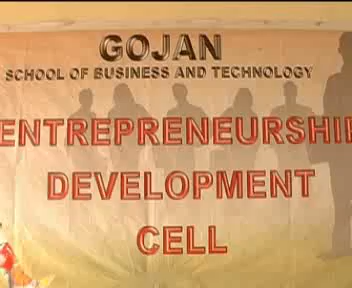 GOJAN
SCHOOL OF BUSINESS AND TECHNOLOGY
ENTREPRENEURSHI
DEVELOPMENT
CELL